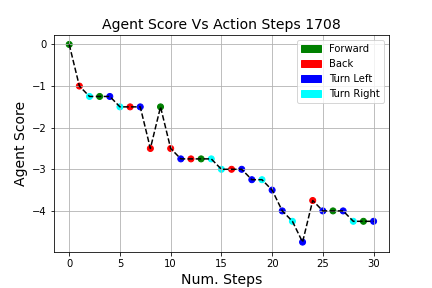 Agent Score Vs Action Steps 1708
Forward
Back
Turn Left
Turn Right
Agent Score
0
−1
−2
−3
−4
0 5 10 15 20 25 30
Num. Steps